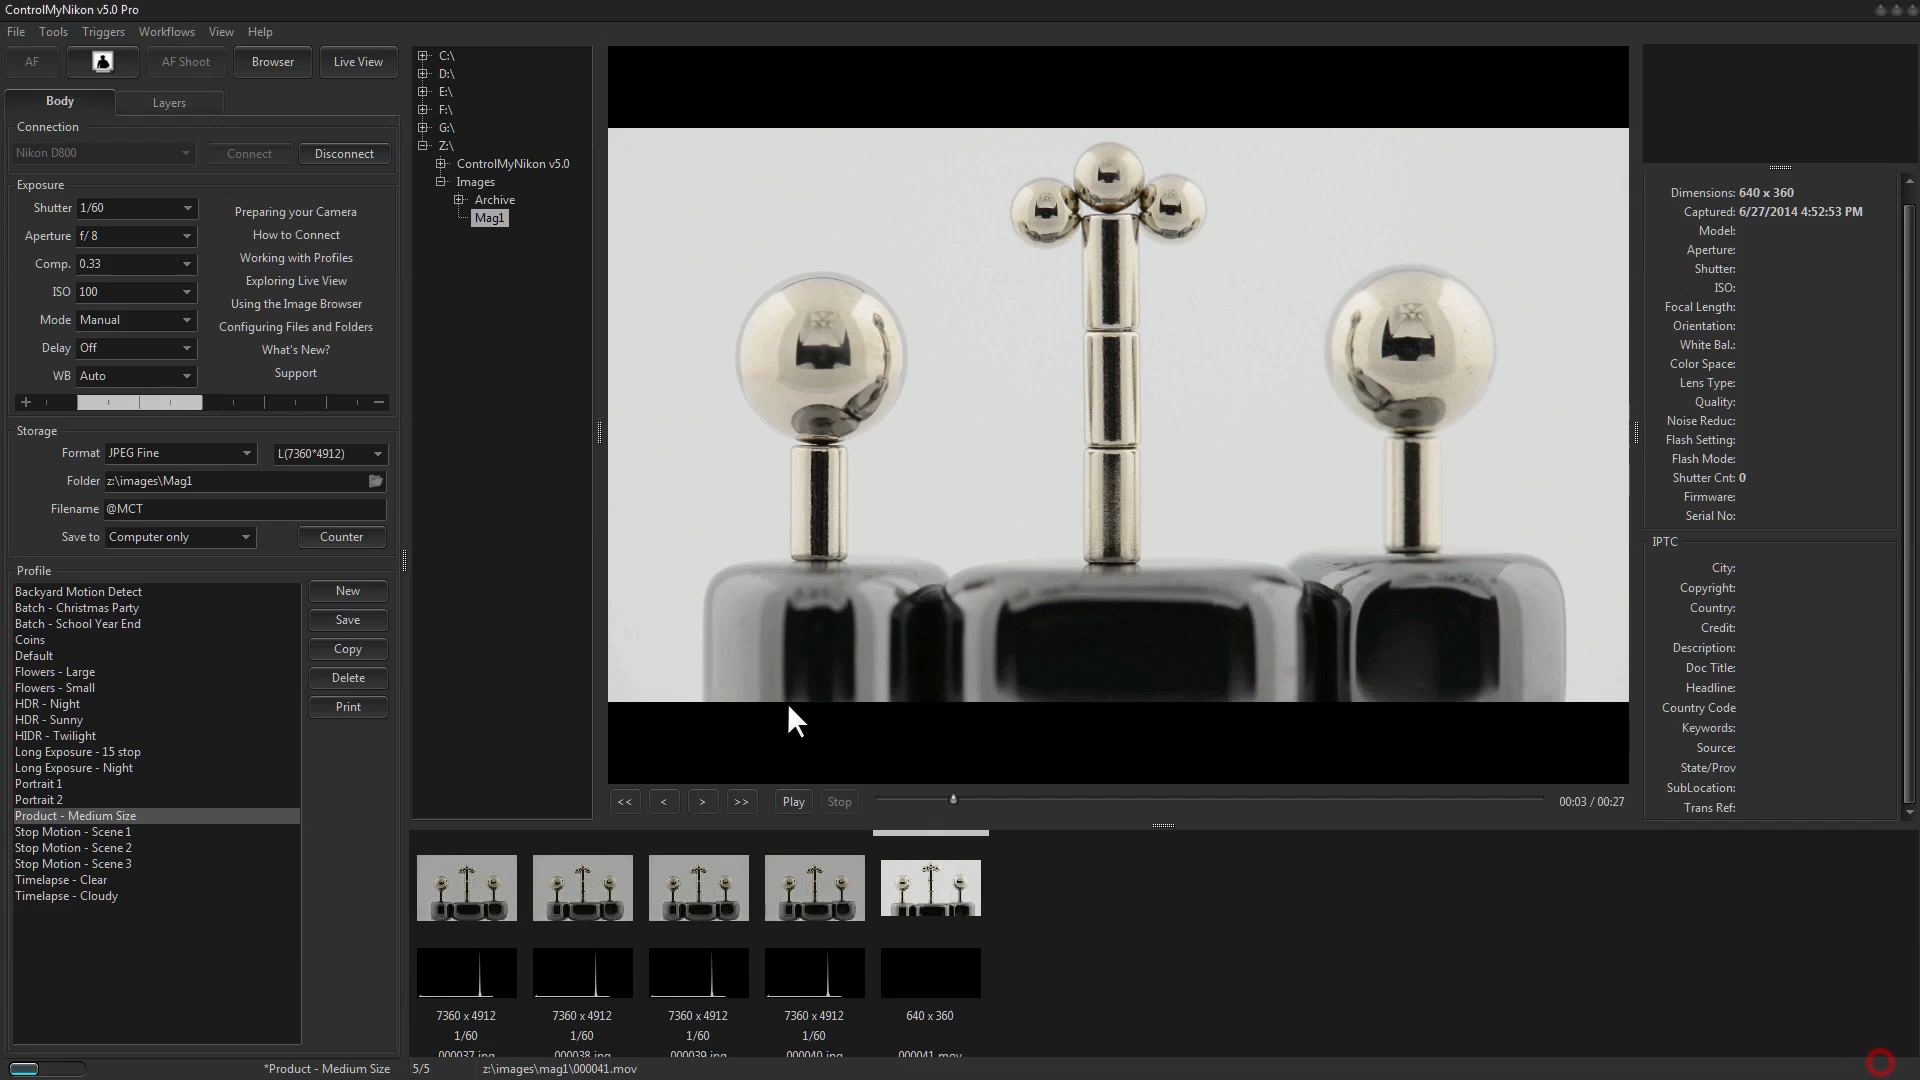 ControlMyNikon v5.0 Pro
File Tools Triggers Workflows View Help
AF AF Shoot Browser Live View
Body Layers
Connection
Nikon D800 Connect Disconnect
Exposure
Shutter 1/60
Aperture f/ 8
Comp. 0.33
ISO 100
Mode Manual
Delay Off
WB Auto
Preparing your Camera
How to Connect
Working with Profiles
Exploring Live View
Using the Image Browser
Configuring Files and Folders
What's New?
Support
Storage
Format JPEG Fine L(7360*4912)
Folder z:\images\Mag1
Filename @MCT
Save to Computer only Counter
Profile
Backyard Motion Detect
Batch - Christmas Party
Batch - School Year End
Coins
Default
Flowers - Large
Flowers - Small
HDR - Night
HDR - Sunny
HIDR - Twilight
Long Exposure - 15 stop
Long Exposure - Night
Portrait 1
Portrait 2
Product - Medium Size
Stop Motion - Scene 1
Stop Motion - Scene 2
Stop Motion - Scene 3
Timelapse - Clear
Timelapse - Cloudy
New
Save
Copy
Delete
Print
C:\
D:\
E:\
F:\
G:\
Z:\
ControlMyNikon v5.0
Images
Archive
Mag1
<< < > >> Play Stop 00:03 / 00:27
7360 x 4912 7360 x 4912 7360 x 4912 7360 x 4912 640 x 360
1/60 1/60 1/60 1/60
000037.jpg 000038.jpg 000039.jpg 000040.jpg 000041.mov
Dimensions: 640 x 360
Captured: 6/27/2014 4:52:53 PM
Model:
Aperture:
Shutter:
ISO:
Focal Length:
Orientation:
White Bal.:
Color Space:
Lens Type:
Quality:
Noise Reduc:
Flash Setting:
Flash Mode:
Shutter Cnt: 0
Firmware:
Serial No:
IPTC
City:
Copyright:
Country:
Credit:
Description:
Doc Title:
Headline:
Country Code
Keywords:
Source:
State/Prov
SubLocation:
Trans Ref:
*Product - Medium Size 5/5 z:\images\mag1\000041.mov